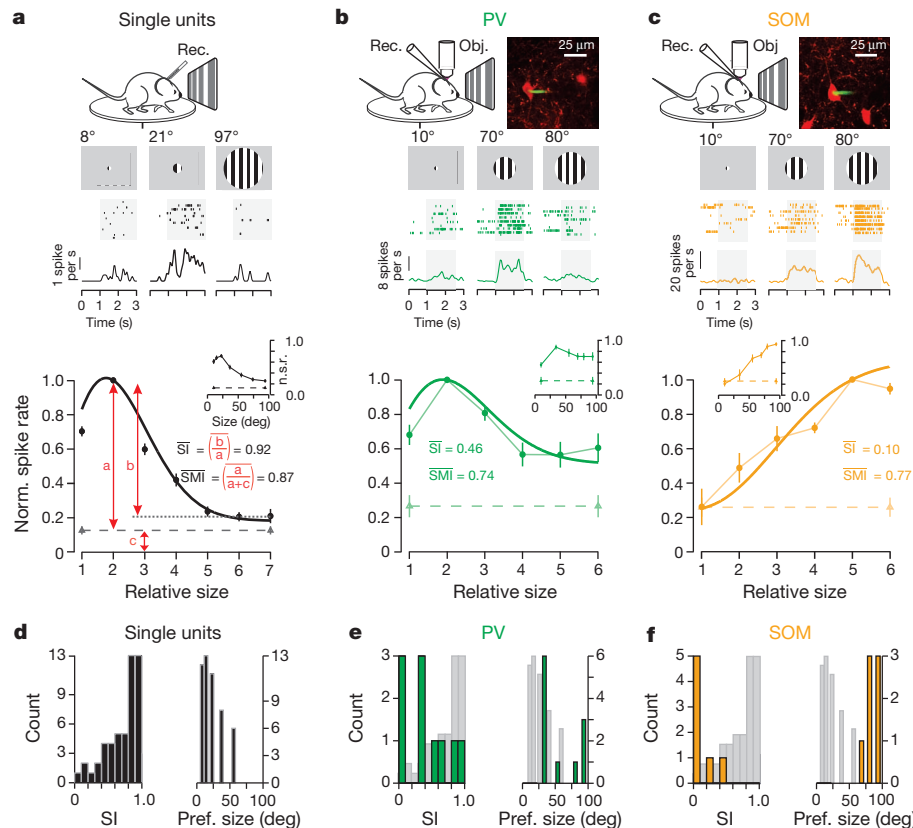 a Single units
Rec.
8° 21° 97°
1 spike
per s
0 1 2 3
Time (s)
1.0
n.s.r.
0.0
0 50 100
Size (deg)
Norm. spike rate
1.0
0.8
0.6
0.4
0.2
0
a
b
c
SI = (b/a) = 0.92
SMI = (a/a+c) = 0.87
1 2 3 4 5 6 7
Relative size
b PV
Rec. Obj.
25 µm
10° 70° 80°
8 spikes
per s
0 1 2 3
Time (s)
1.0
0.0
0 50 100
1.0
0.8
0.6
0.4
0.2
0
SI = 0.46
SMI = 0.74
1 2 3 4 5 6
Relative size
c SOM
Rec. Obj
25 µm
10° 70° 80°
20 spikes
per s
0 1 2 3
Time (s)
1.0
0.0
0 50 100
1.0
0.8
0.6
0.4
0.2
0
SI = 0.10
SMI = 0.77
1 2 3 4 5 6
Relative size
d Single units
Count
13
9
6
3
0
0 1.0
SI
13
9
6
3
0
0 50 100
Pref. size (deg)
e PV
Count
3
2
1
0
0 1.0
SI
6
4
2
0
0 50 100
Pref. size (deg)
f SOM
Count
5
4
3
2
1
0
0 1.0
SI
3
2
1
0
0 50 100
Pref. size (deg)